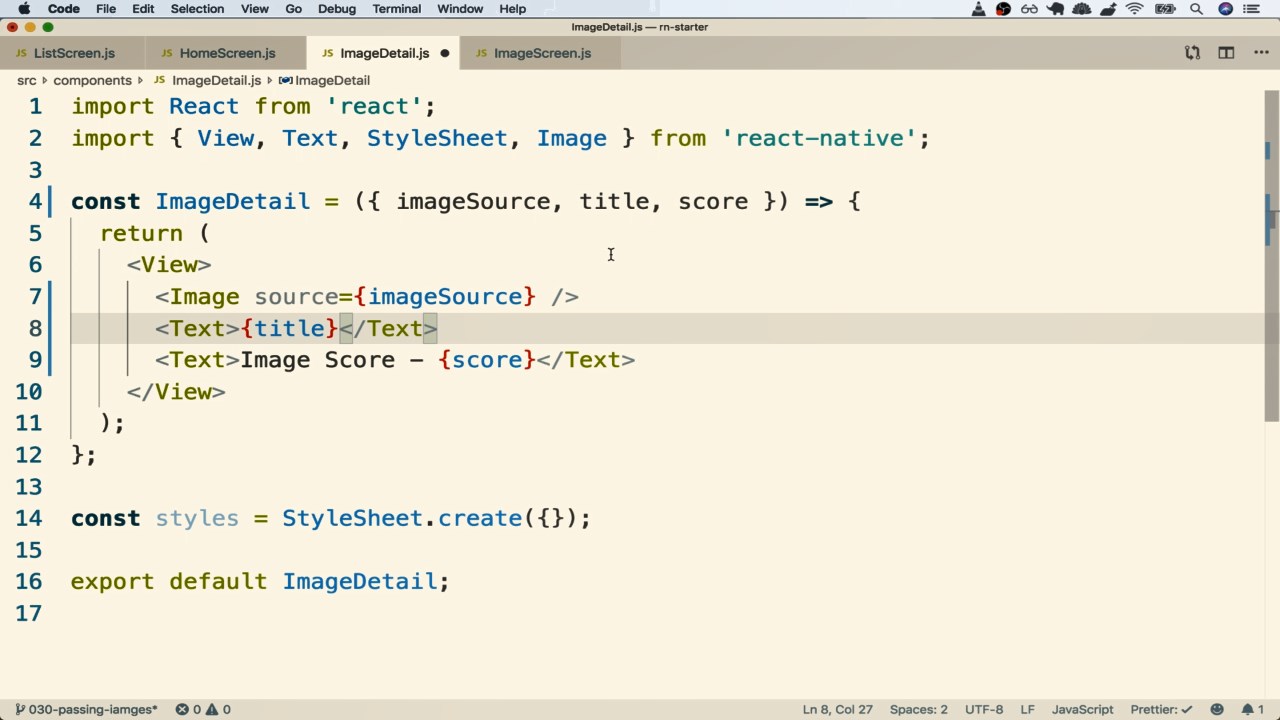 Code File Edit Selection View Go Debug Terminal Window Help
ImageDetail.js — rn-starter
JS ListScreen.js JS HomeScreen.js JS ImageDetail.js ● JS ImageScreen.js
src components JS ImageDetail.js ImageDetail
1 import React from 'react';
2 import { View, Text, StyleSheet, Image } from 'react-native';
3
4 const ImageDetail = ({ imageSource, title, score }) => {
5 return (
6 <View>
7 <Image source={imageSource} />
8 <Text>{title}</Text>
9 <Text>Image Score - {score}</Text>
10 </View>
11 );
12 };
13
14 const styles = StyleSheet.create({});
15
16 export default ImageDetail;
17
030-passing-iamges* 0 0 Ln 8, Col 27 Spaces: 2 UTF-8 LF JavaScript Prettier: ✓ 1